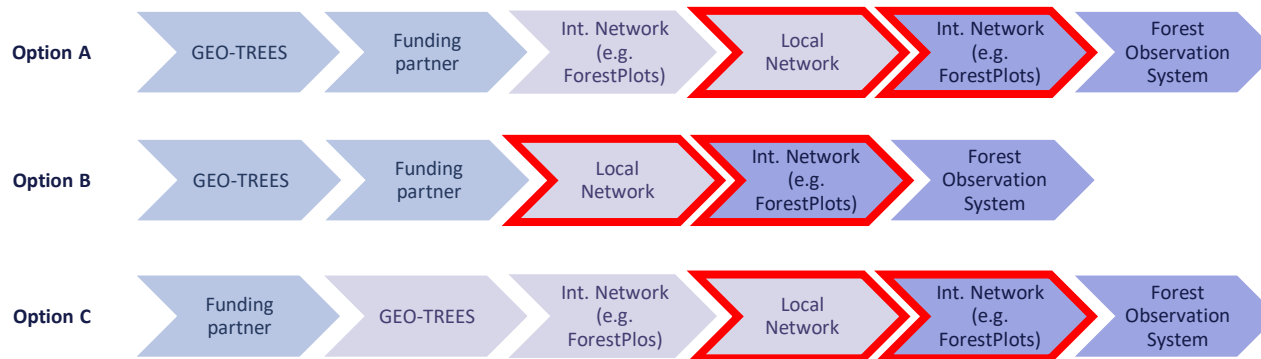 Option A
GEO-TREES
Funding
partner
Int. Network
(e.g.
ForestPlots)
Local
Network
Int. Network
(e.g.
ForestPlots)
Forest
Observation
System
Option B
GEO-TREES
Funding
partner
Local
Network
Int. Network
(e.g.
ForestPlots)
Forest
Observation
System
Option C
Funding
partner
GEO-TREES
Int. Network
(e.g.
ForestPlos)
Local
Network
Int. Network
(e.g.
ForestPlots)
Forest
Observation
System